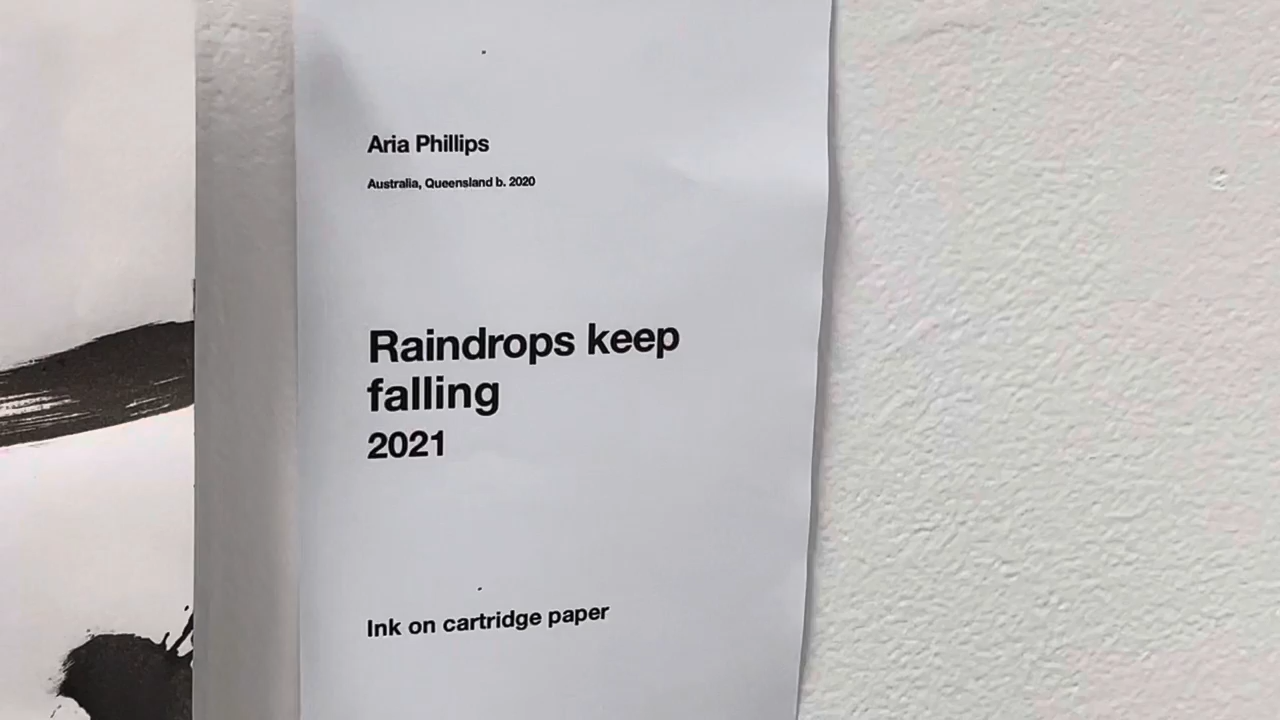 Aria Phillips
Australia, Queensland b. 2020
Raindrops keep
falling
2021
Ink on cartridge paper